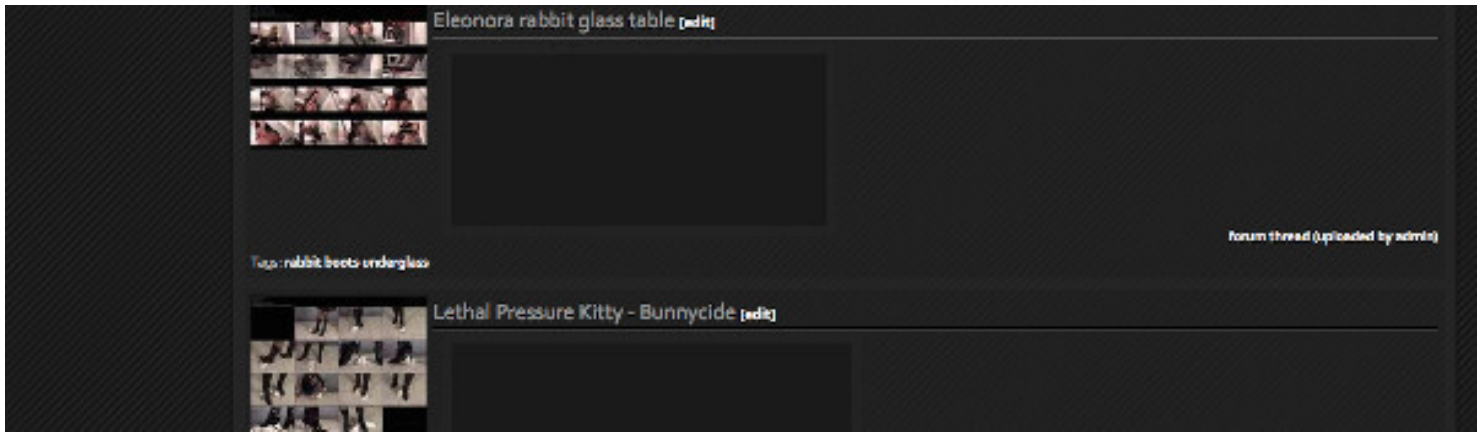 Eleonora rabbit glass table [edit]
forum thread (uploaded by admin)
Tags: rabbit boots underglass
Lethal Pressure Kitty - Bunnycide [edit]